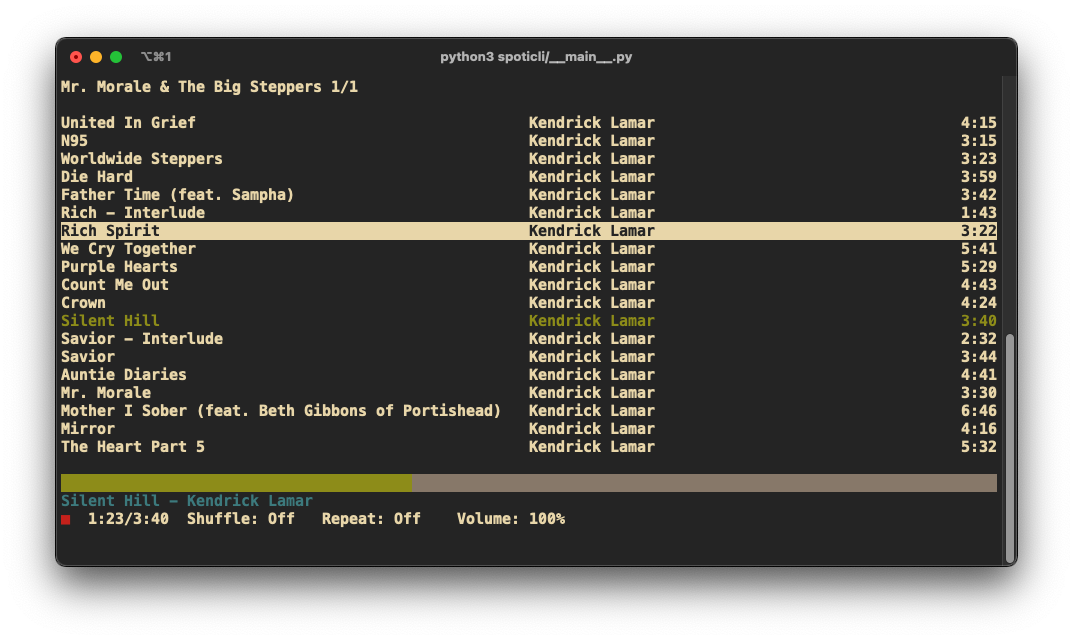 ⌥⌘1 python3 spoticli/__main__.py
Mr. Morale & The Big Steppers 1/1
United In Grief Kendrick Lamar 4:15
N95 Kendrick Lamar 3:15
Worldwide Steppers Kendrick Lamar 3:23
Die Hard Kendrick Lamar 3:59
Father Time (feat. Sampha) Kendrick Lamar 3:42
Rich – Interlude Kendrick Lamar 1:43
Rich Spirit Kendrick Lamar 3:22
We Cry Together Kendrick Lamar 5:41
Purple Hearts Kendrick Lamar 5:29
Count Me Out Kendrick Lamar 4:43
Crown Kendrick Lamar 4:24
Silent Hill Kendrick Lamar 3:40
Savior – Interlude Kendrick Lamar 2:32
Savior Kendrick Lamar 3:44
Auntie Diaries Kendrick Lamar 4:41
Mr. Morale Kendrick Lamar 3:30
Mother I Sober (feat. Beth Gibbons of Portishead) Kendrick Lamar 6:46
Mirror Kendrick Lamar 4:16
The Heart Part 5 Kendrick Lamar 5:32
Silent Hill – Kendrick Lamar
1:23/3:40 Shuffle: Off Repeat: Off Volume: 100%